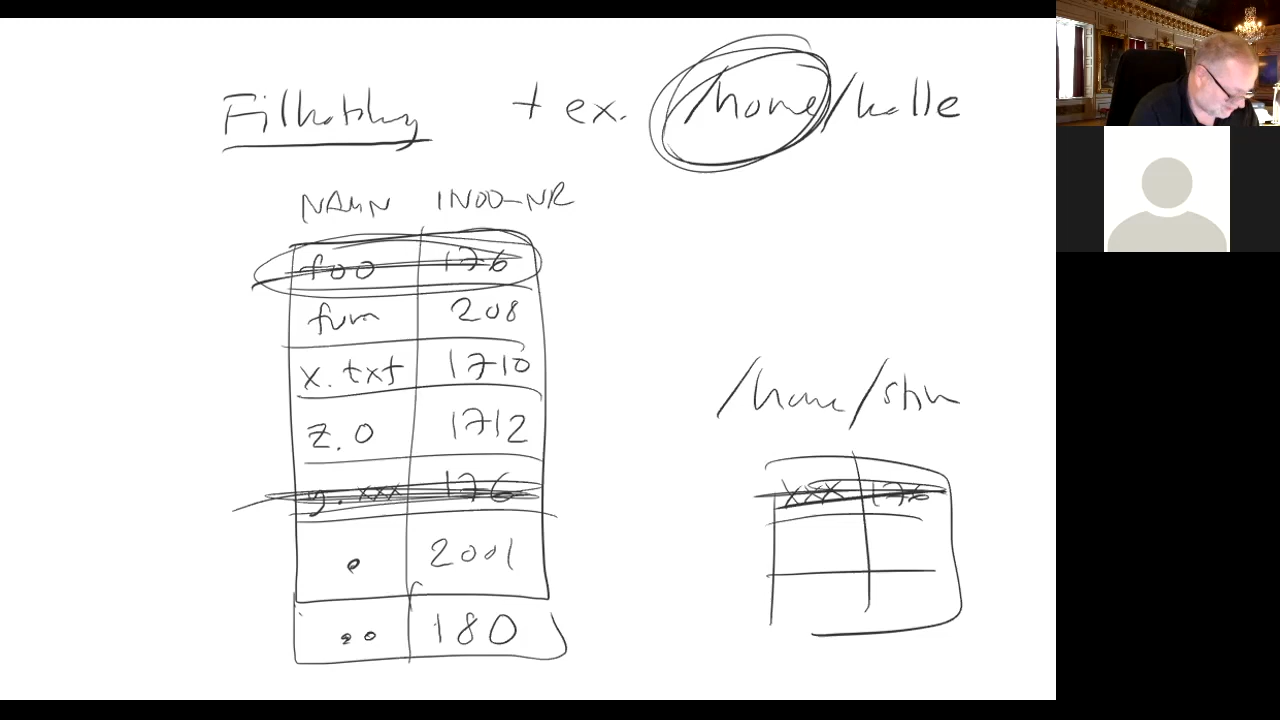 Filkatalog t ex. /home/kalle
NAMN INOD-NR
foo 176
fum 208
x.txt 1710
z.o 1712
y.xxx 176
. 2001
.. 180
/home/stin
xxx 176